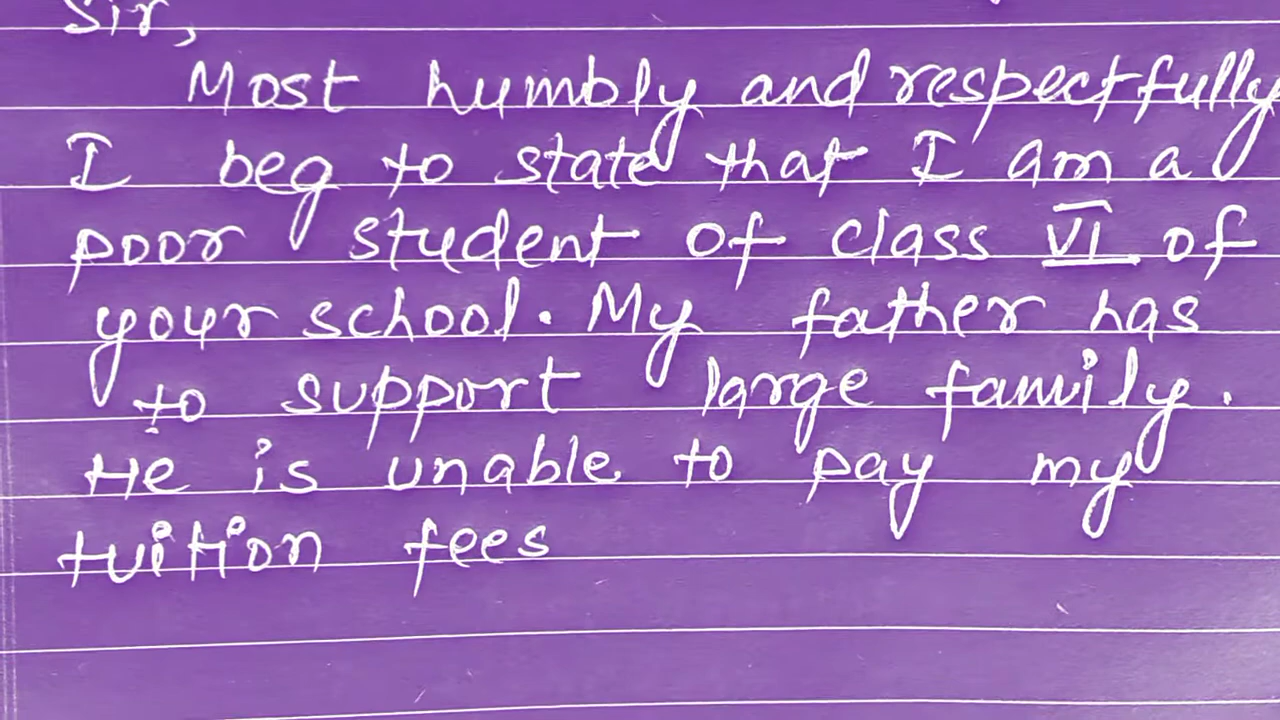 Sir,
Most humbly and respectfully
I beg to state that I am a
poor student of class VI of
your school. My father has
to support large family.
He is unable to pay my
tuition fees